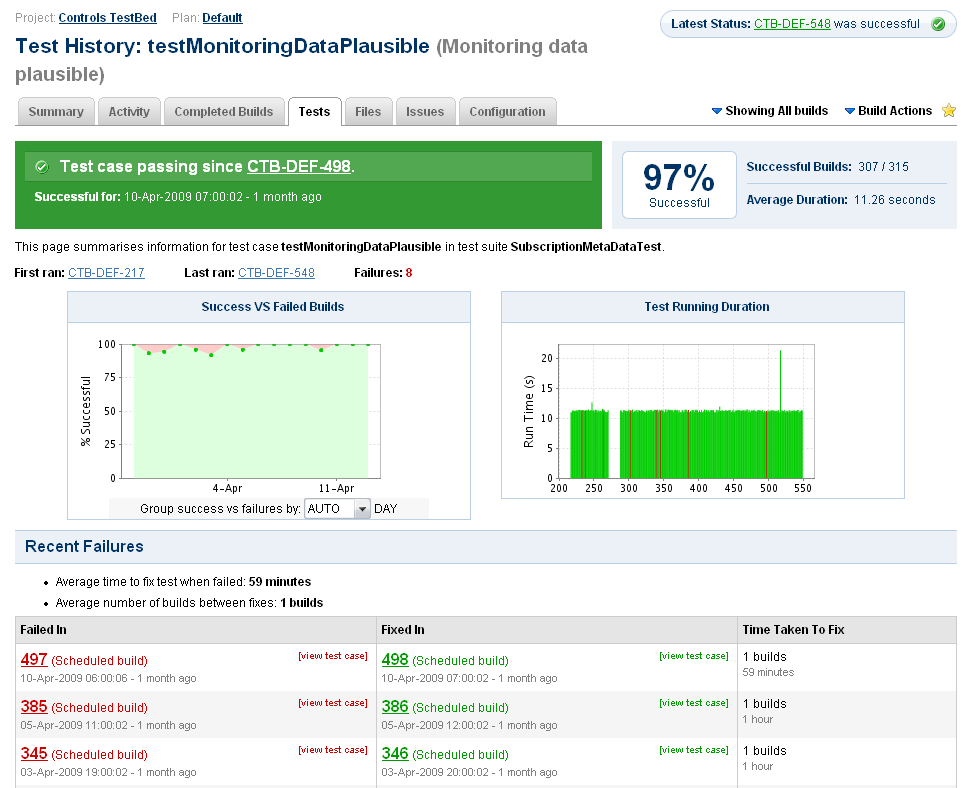 Project: Controls TestBed Plan: Default
Latest Status: CTB-DEF-548 was successful
Test History: testMonitoringDataPlausible (Monitoring data
plausible)
Summary Activity Completed Builds Tests Files Issues Configuration
Showing All builds Build Actions
Test case passing since CTB-DEF-498.
Successful for: 10-Apr-2009 07:00:02 - 1 month ago
97%
Successful
Successful Builds: 307 / 315
Average Duration: 11.26 seconds
This page summarises information for test case testMonitoringDataPlausible in test suite SubscriptionMetaDataTest.
First ran: CTB-DEF-217 Last ran: CTB-DEF-548 Failures: 8
Success VS Failed Builds
% Successful
100
75
50
25
0
4-Apr 11-Apr
Group success vs failures by: AUTO DAY
Test Running Duration
Run Time (s)
20
15
10
5
0
200 250 300 350 400 450 500 550
Recent Failures
• Average time to fix test when failed: 59 minutes
• Average number of builds between fixes: 1 builds
Failed In Fixed In Time Taken To Fix
497 (Scheduled build) [view test case] 498 (Scheduled build) [view test case] 1 builds
10-Apr-2009 06:00:06 - 1 month ago 10-Apr-2009 07:00:02 - 1 month ago 59 minutes
385 (Scheduled build) [view test case] 386 (Scheduled build) [view test case] 1 builds
05-Apr-2009 11:00:02 - 1 month ago 05-Apr-2009 12:00:02 - 1 month ago 1 hour
345 (Scheduled build) [view test case] 346 (Scheduled build) [view test case] 1 builds
03-Apr-2009 19:00:02 - 1 month ago 03-Apr-2009 20:00:02 - 1 month ago 1 hour